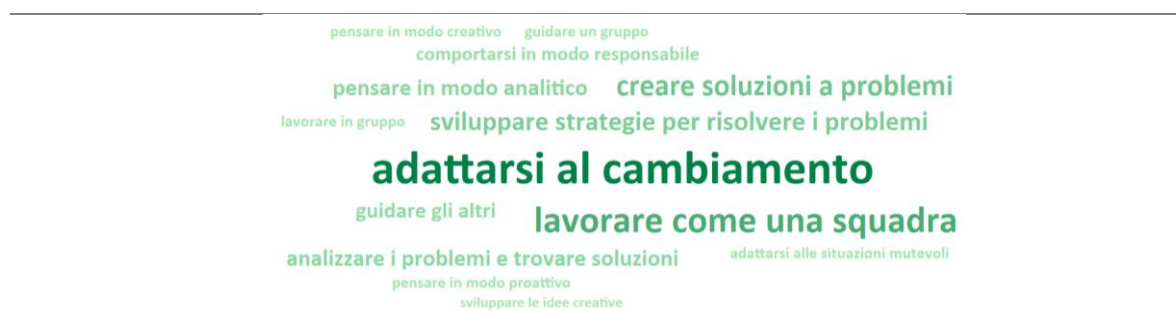 pensare in modo creativo guidare un gruppo
comportarsi in modo responsabile
pensare in modo analitico creare soluzioni a problemi
lavorare in gruppo sviluppare strategie per risolvere i problemi
adattarsi al cambiamento
guidare gli altri lavorare come una squadra
analizzare i problemi e trovare soluzioni adattarsi alle situazioni mutevoli
pensare in modo proattivo
sviluppare le idee creative